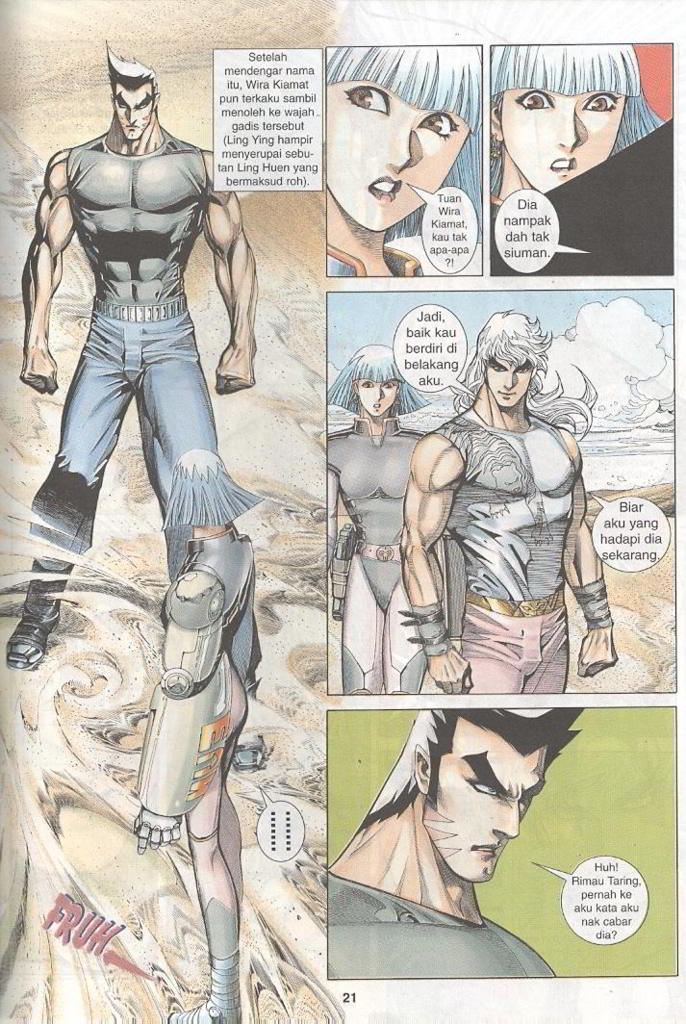 Setelah
mendengar nama
itu, Wira Kiamat
pun terkaku sambil
menoleh ke wajah
gadis tersebut
(Ling Ying hampir
menyerupai sebu-
tan Ling Huen yang
bermaksud roh).
Tuan
Wira
Kiamat,
kau tak
apa-apa
?!
Dia
nampak
dah tak
siuman.
Jadi,
baik kau
berdiri di
belakang
aku.
Biar
aku yang
hadapi dia
sekarang.
FRUH
Huh!
Rimau Taring,
pernah ke
aku kata aku
nak cabar
dia?
21